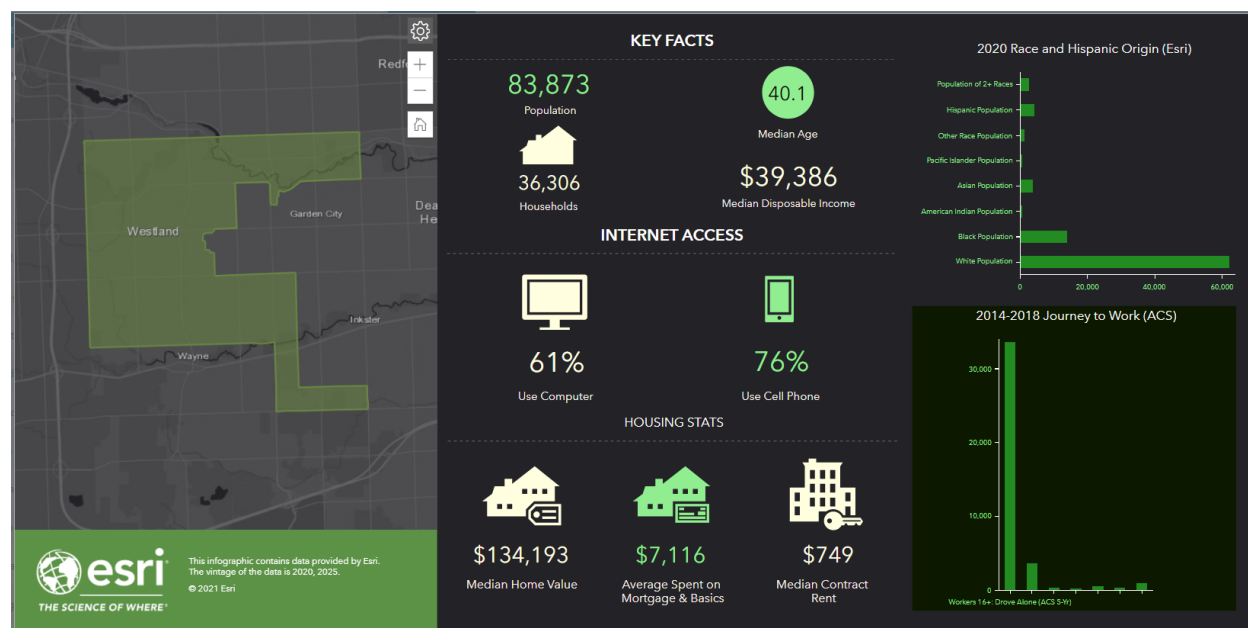 Redf
Garden City
Dea
He
Westland
Inkster
Wayne
esri
THE SCIENCE OF WHERE®
This infographic contains data provided by Esri.
The vintage of the data is 2020, 2025.
© 2021 Esri
KEY FACTS
83,873
Population
40.1
Median Age
36,306
Households
$39,386
Median Disposable Income
INTERNET ACCESS
61%
Use Computer
76%
Use Cell Phone
HOUSING STATS
$134,193
Median Home Value
$7,116
Average Spent on
Mortgage & Basics
$749
Median Contract
Rent
2020 Race and Hispanic Origin (Esri)
Population of 2+ Races
Hispanic Population
Other Race Population
Pacific Islander Population
Asian Population
American Indian Population
Black Population
White Population
0 20,000 40,000 60,000
2014-2018 Journey to Work (ACS)
30,000
20,000
10,000
0
Workers 16+: Drove Alone (ACS 5-Yr)